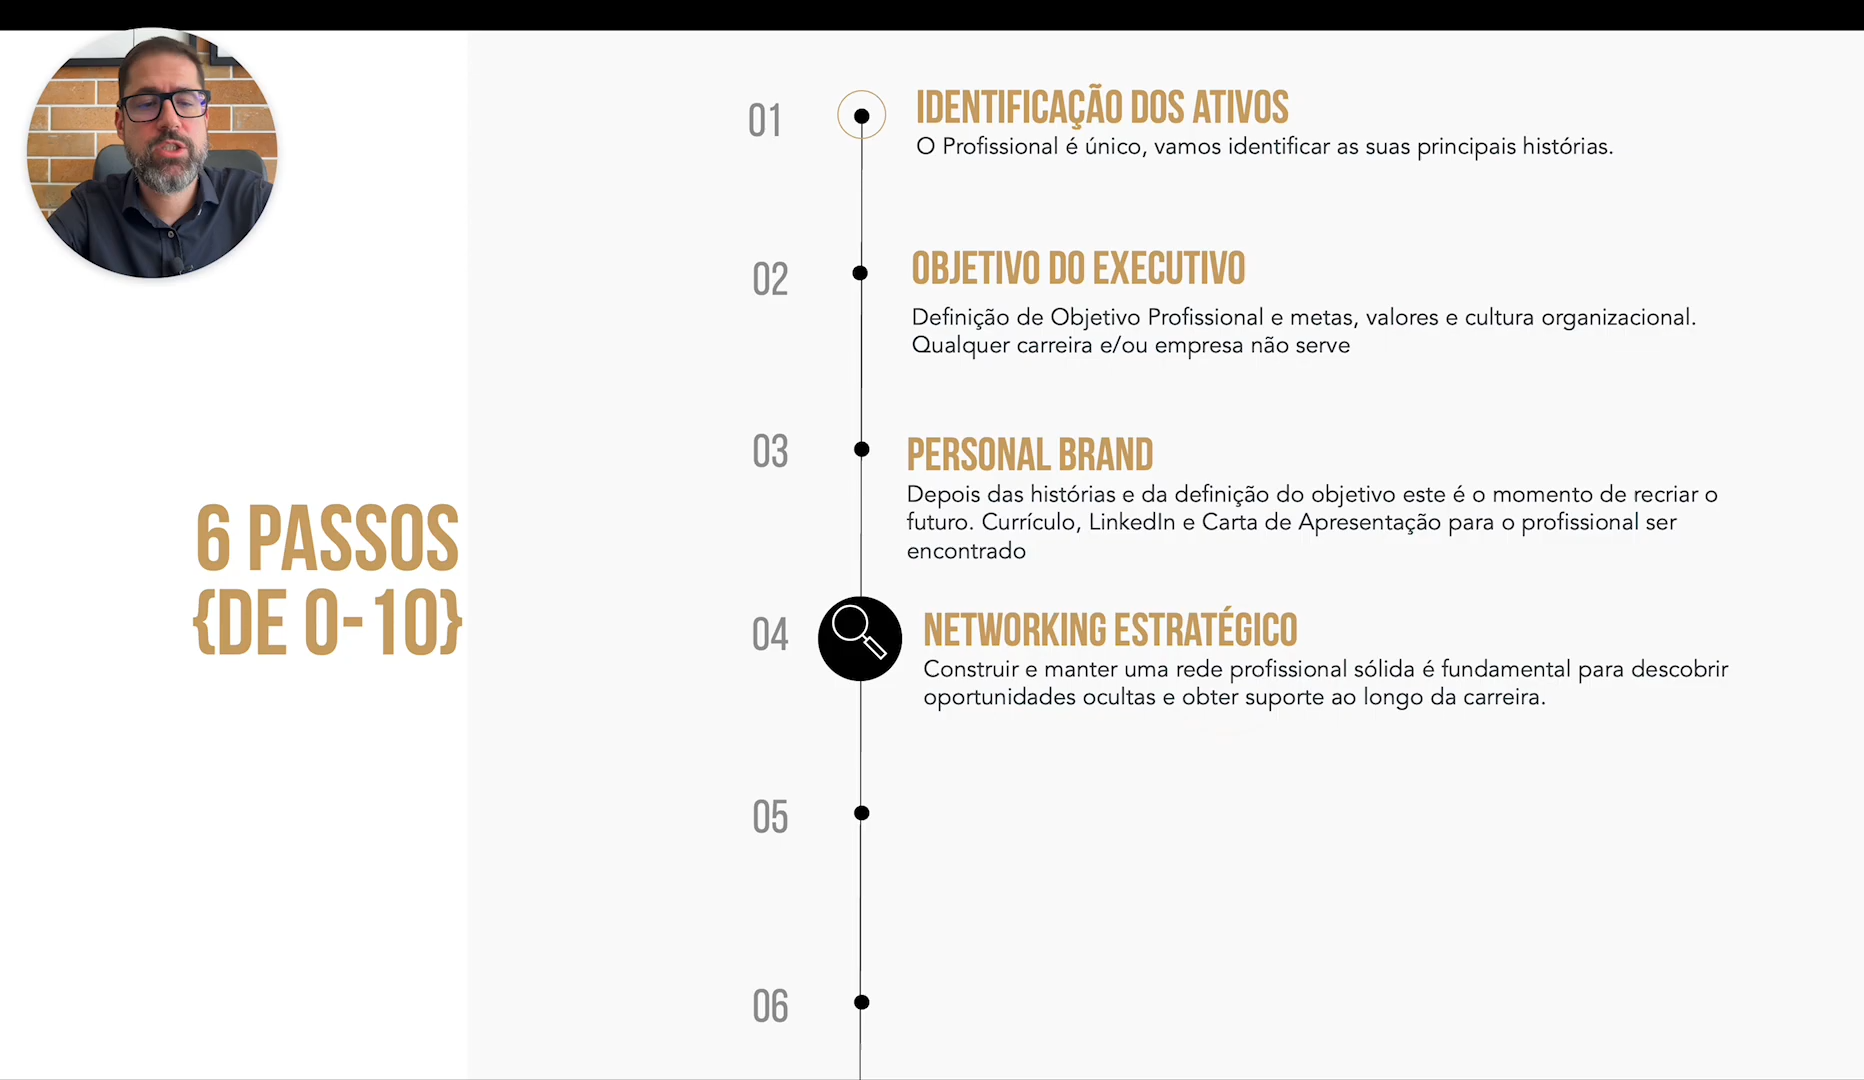 6 PASSOS
{DE 0-10}
01
IDENTIFICAÇÃO DOS ATIVOS
O Profissional é único, vamos identificar as suas principais histórias.
02
OBJETIVO DO EXECUTIVO
Definição de Objetivo Profissional e metas, valores e cultura organizacional.
Qualquer carreira e/ou empresa não serve
03
PERSONAL BRAND
Depois das histórias e da definição do objetivo este é o momento de recriar o
futuro. Currículo, LinkedIn e Carta de Apresentação para o profissional ser
encontrado
04
NETWORKING ESTRATÉGICO
Construir e manter uma rede profissional sólida é fundamental para descobrir
oportunidades ocultas e obter suporte ao longo da carreira.
05
06